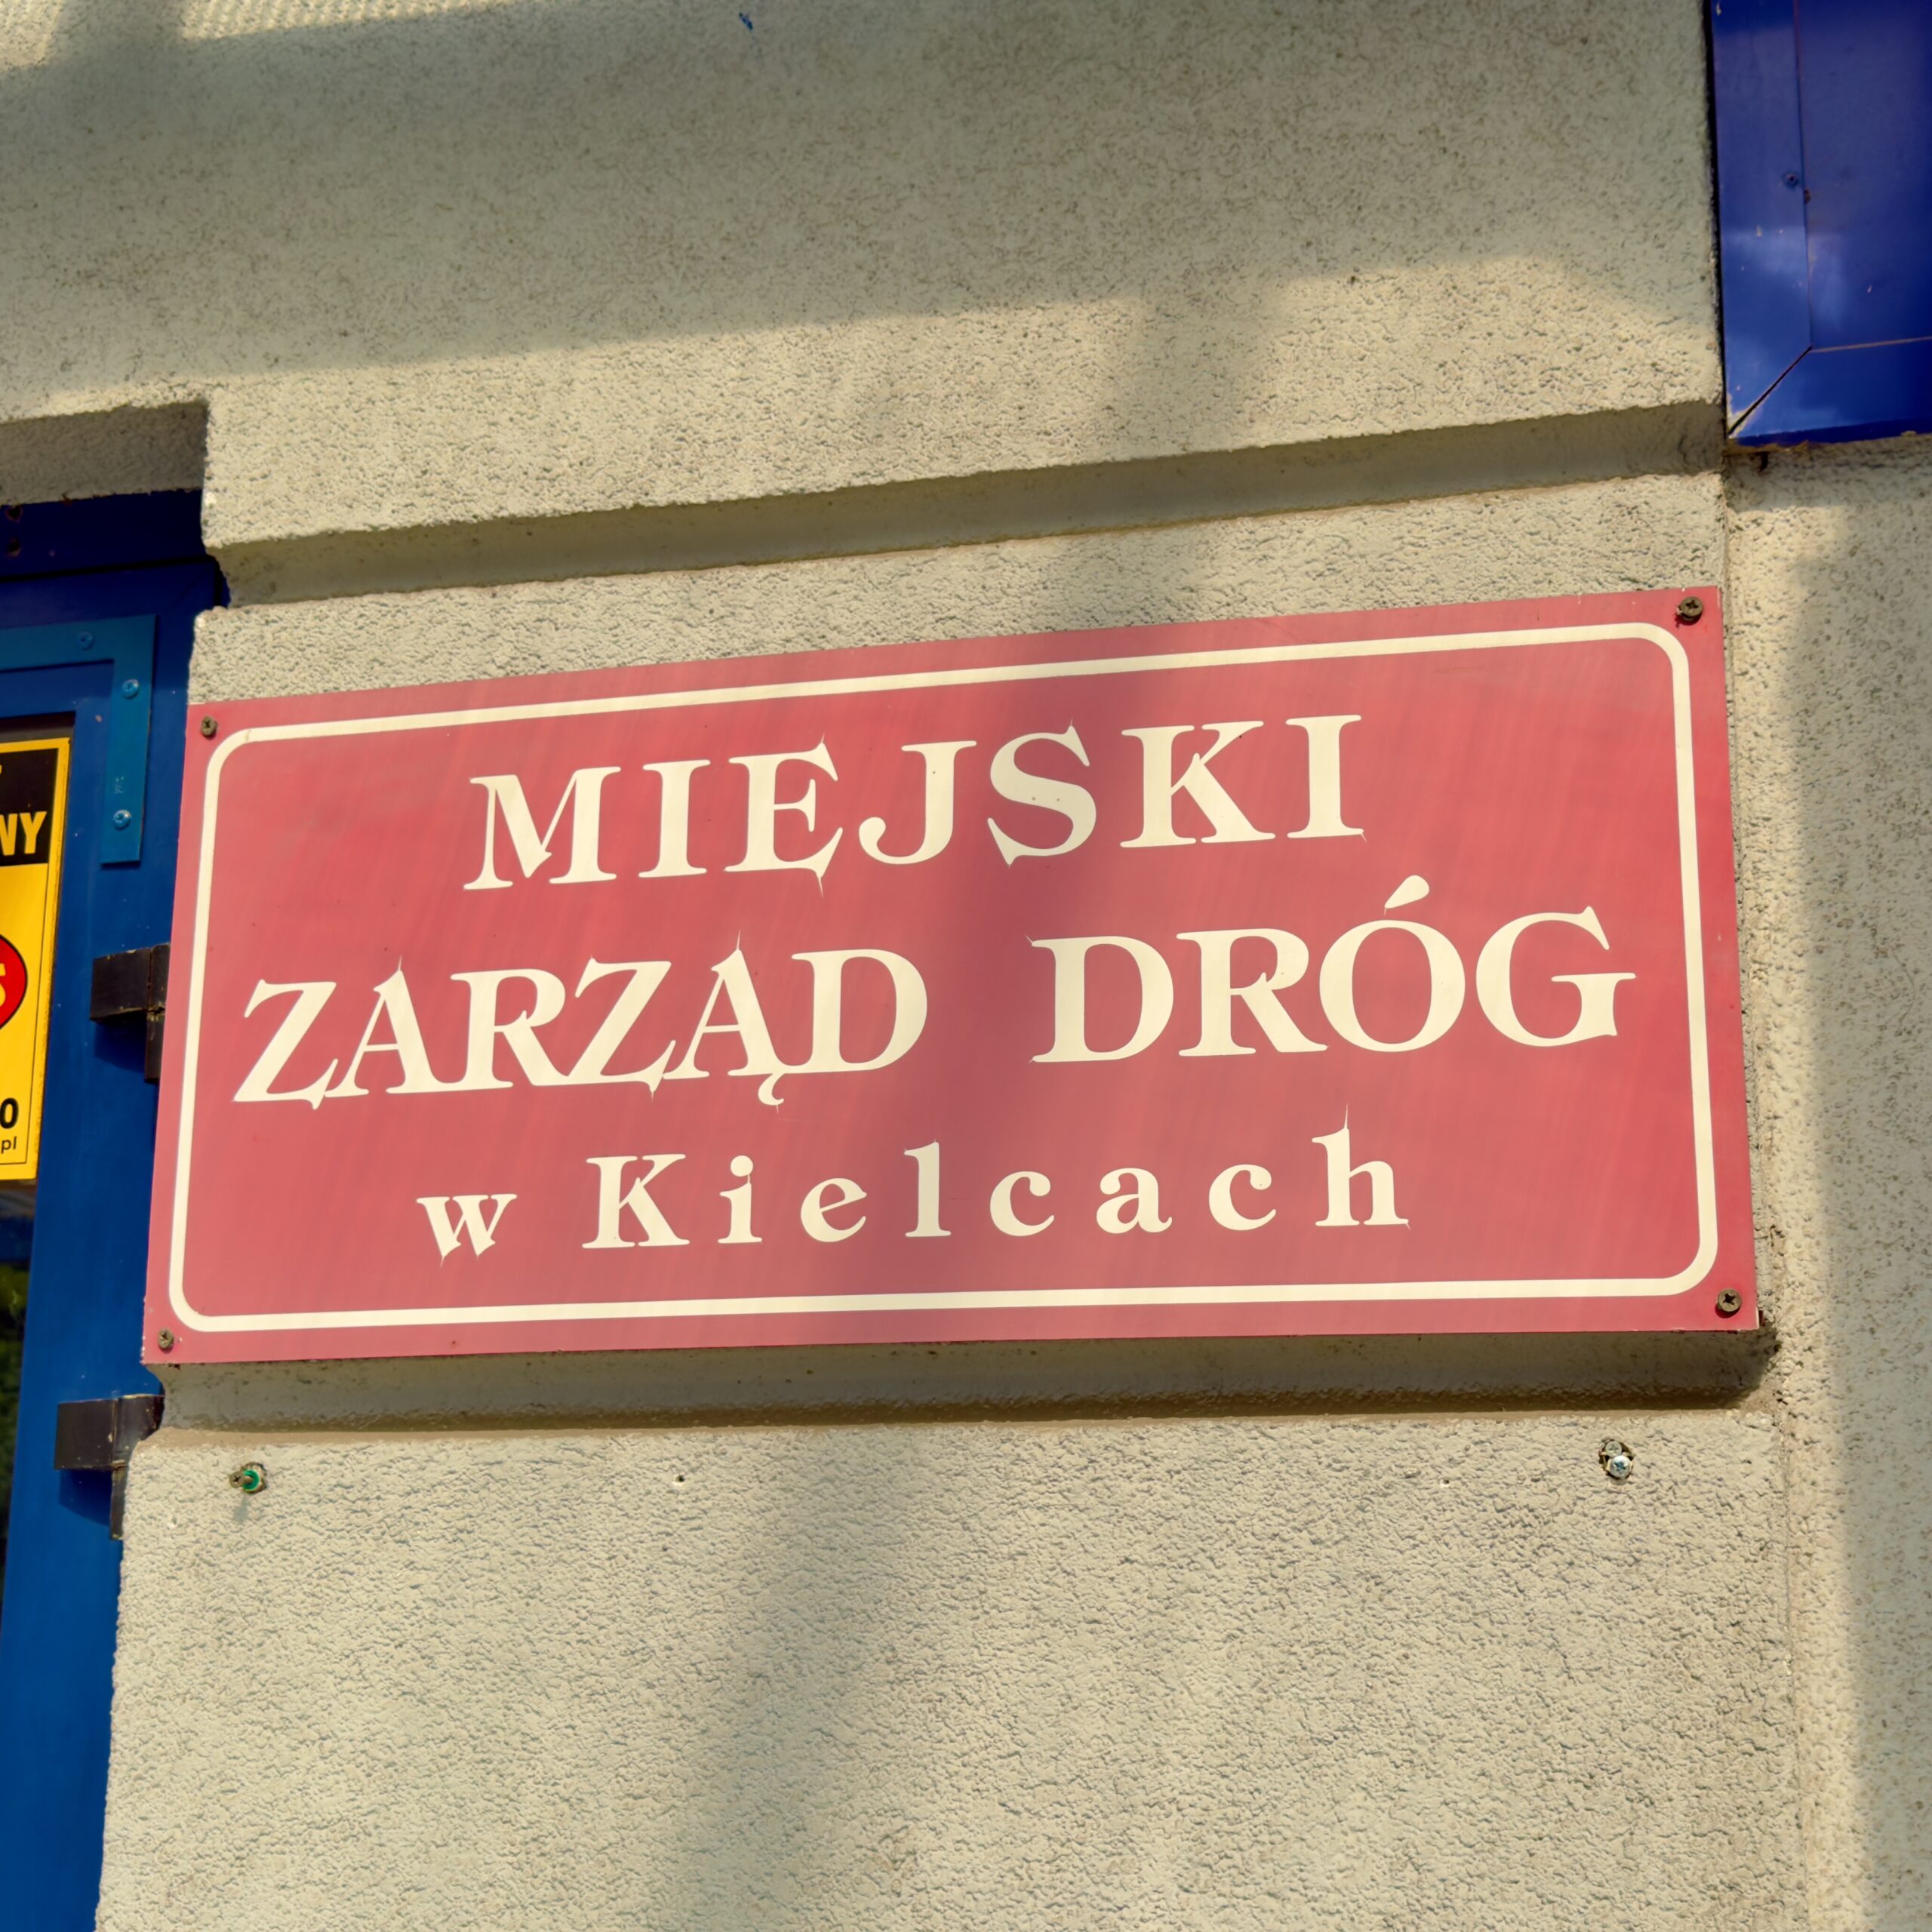 MIEJSKI
ZARZĄD DRÓG
w Kielcach